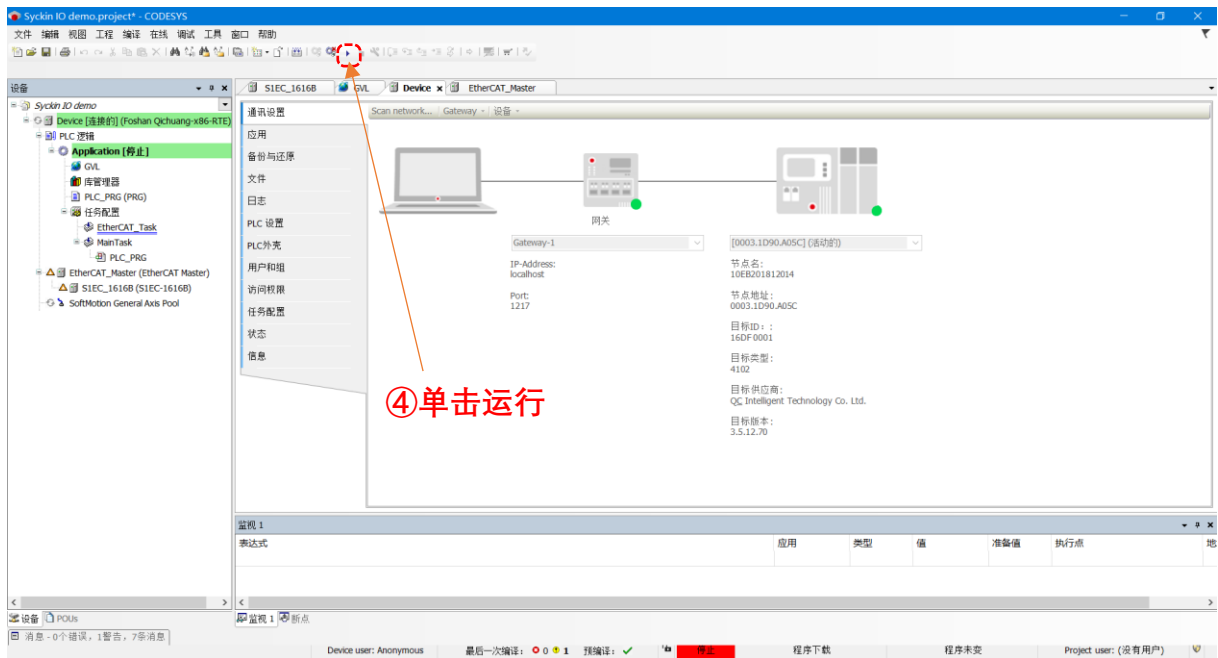 Syckin IO demo.project* - CODESYS
文件 编辑 视图 工程 编译 在线 调试 工具 窗口 帮助
设备
S1EC_1616B GVL Device EtherCAT_Master
Syckin IO demo
Device [连接的] (Foshan Qichuang-x86-RTE)
PLC 逻辑
Application [停止]
GVL
库管理器
PLC_PRG (PRG)
任务配置
EtherCAT_Task
MainTask
PLC_PRG
EtherCAT_Master (EtherCAT Master)
S1EC_1616B (S1EC-1616B)
SoftMotion General Axis Pool
通讯设置
应用
备份与还原
文件
日志
PLC 设置
PLC外壳
用户和组
访问权限
任务配置
状态
信息
Scan network... Gateway 设备
网关
Gateway-1
IP-Address:
localhost
Port:
1217
[0003.1D90.A05C] (活动的)
节点名:
10EB201812014
节点地址:
0003.1D90.A05C
目标ID: :
16DF0001
目标类型:
4102
目标供应商:
QC Intelligent Technology Co. Ltd.
目标版本:
3.5.12.70
④单击运行
监视 1
表达式 应用 类型 值 准备值 执行点 地
设备 POUs
监视 1 断点
消息 - 0个错误，1警告，7条消息
Device user: Anonymous 最后一次编译: 0 1 预编译: 停止 程序下载 程序未变 Project user: (没有用户)